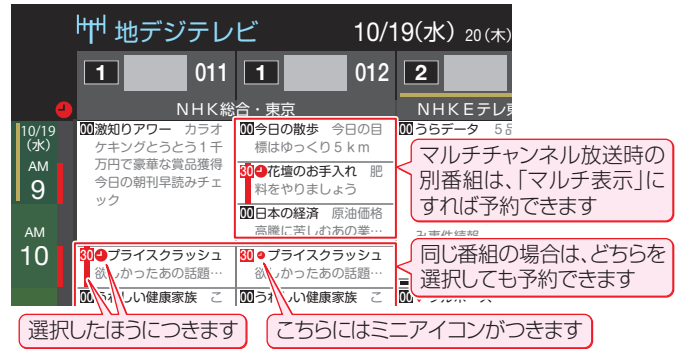 地デジテレビ 10/19(水) 20(木)
1 011 1 012 2
NHK総合・東京 NHKEテレ東
10/19
(水)
AM
9
AM
10
00激知りアワー カラオ
ケキングとうとう1千
万円で豪華な賞品獲得
今日の朝刊早読みチェ
ック
00今日の散歩 今日の目
標はゆっくり5km
30花壇のお手入れ 肥
料をやりましょう
00日本の経済 原油価格
高騰に苦しむあの業…
00うらデータ
30プライスクラッシュ
欲しかったあの話題…
00うれしい健康家族 こ
30プライスクラッシュ
欲しかったあの話題…
00うれしい健康家族 こ
マルチチャンネル放送時の
別番組は、「マルチ表示」に
すれば予約できます
同じ番組の場合は、どちらを
選択しても予約できます
選択したほうにつきます
こちらにはミニアイコンがつきます